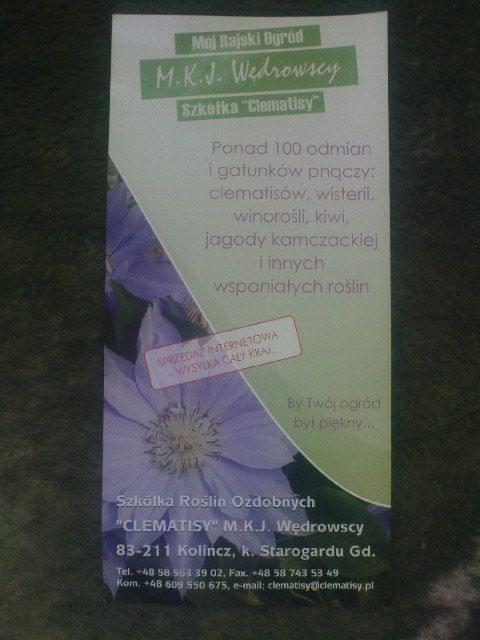 Mój Rajski Ogród
M.K.J. Wędrowscy
Szkółka "Clematisy"
Ponad 100 odmian
i gatunków pnączy:
clematisów, wisterii,
winorośli, kiwi,
jagody kamczackiej
i innych
wspaniałych roślin
SPRZEDAŻ INTERNETOWA
- WYSYŁKA CAŁY KRAJ.
By Twój ogród
był piękny...
Szkółka Roślin Ozdobnych
"CLEMATISY" M.K.J. Wędrowscy
83-211 Kolincz, k. Starogardu Gd.
Tel. +48 58 563 39 02, Fax. +48 58 743 53 49
Kom. +48 609 550 675, e-mail: clematisy@clematisy.pl